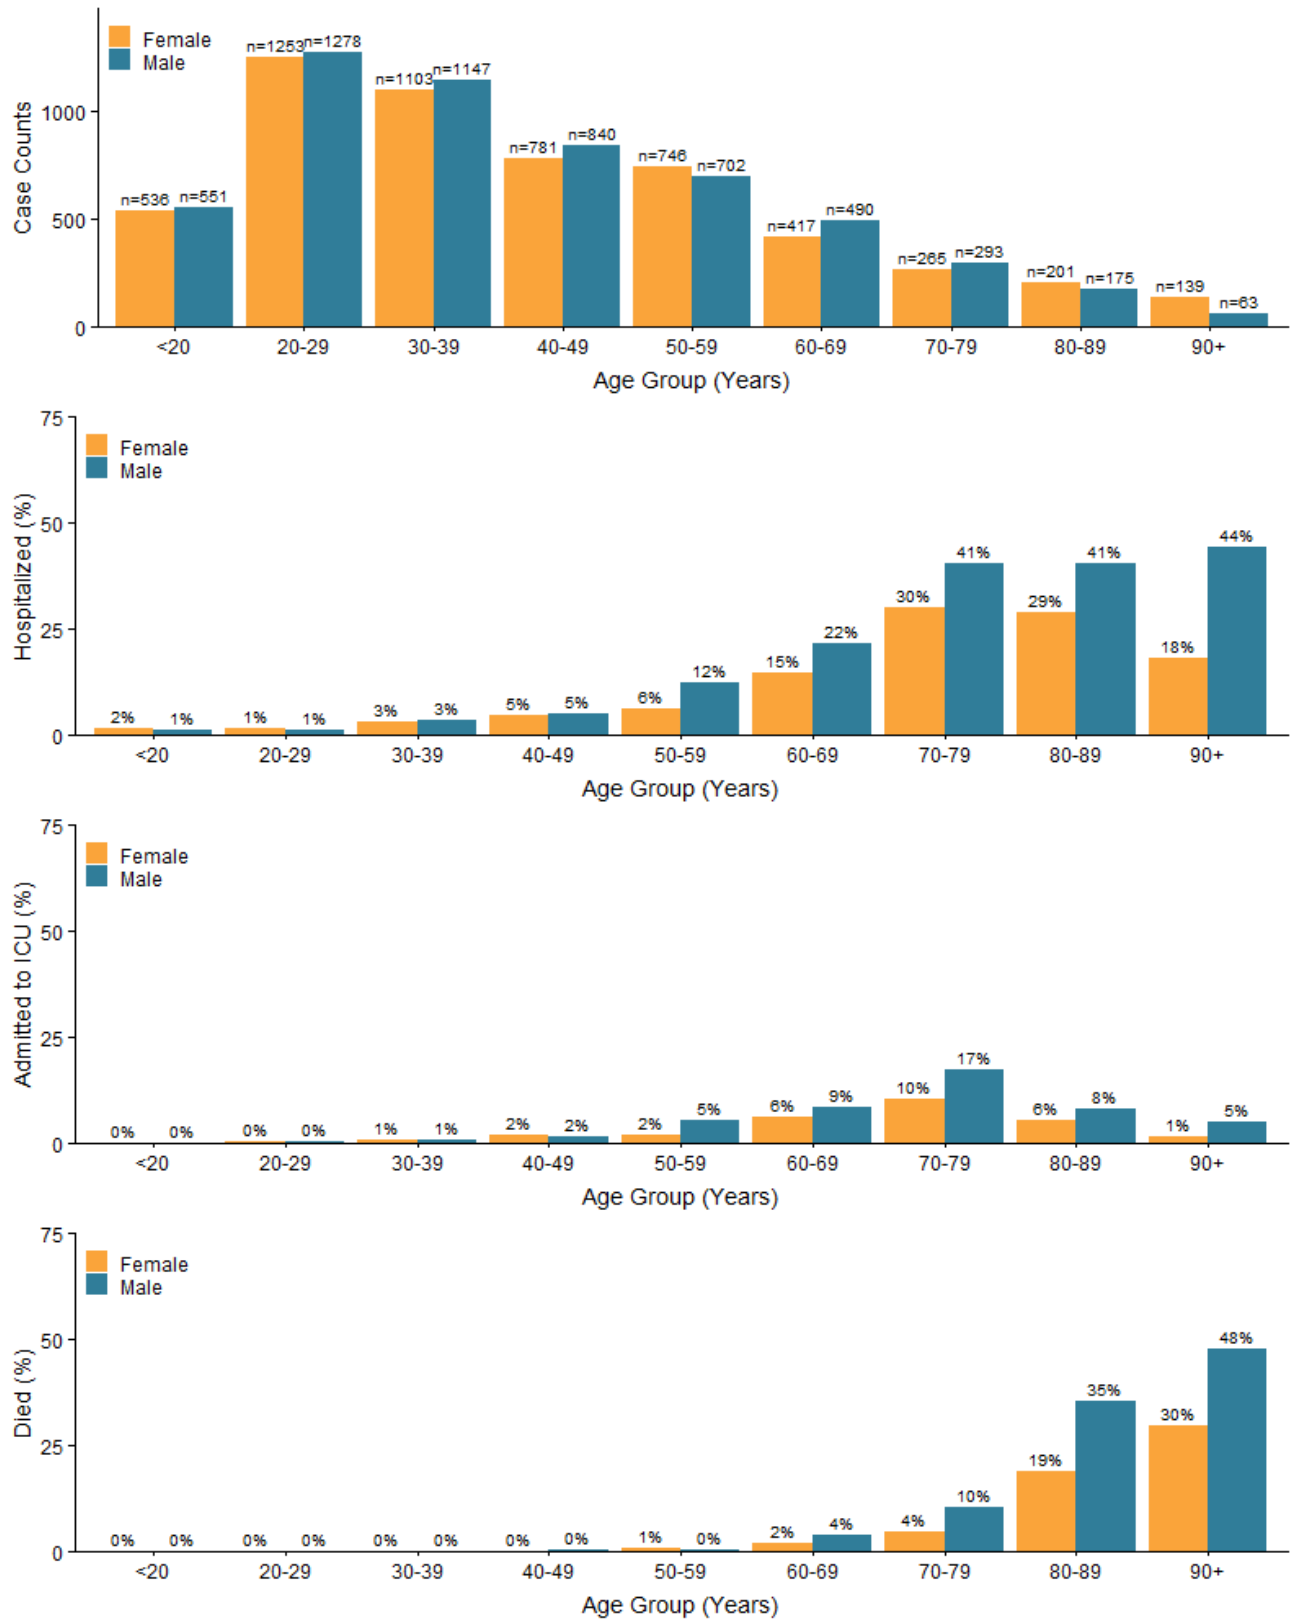 Female
Male
n=1253 n=1278
n=1103 n=1147
n=781 n=840
n=746 n=702
n=536 n=551
n=417 n=490
n=265 n=293
n=201 n=175
n=139 n=63
Case Counts
1000
500
0
<20 20-29 30-39 40-49 50-59 60-69 70-79 80-89 90+
Age Group (Years)
Female
Male
Hospitalized (%)
75
50
25
0
2% 1% 1% 1% 3% 3% 5% 5% 6% 12% 15% 22% 30% 41% 29% 41% 18% 44%
<20 20-29 30-39 40-49 50-59 60-69 70-79 80-89 90+
Age Group (Years)
Female
Male
Admitted to ICU (%)
75
50
25
0
0% 0% 0% 0% 1% 1% 2% 2% 2% 5% 6% 9% 10% 17% 6% 8% 1% 5%
<20 20-29 30-39 40-49 50-59 60-69 70-79 80-89 90+
Age Group (Years)
Female
Male
Died (%)
75
50
25
0
0% 0% 0% 0% 0% 0% 0% 0% 1% 0% 2% 4% 4% 10% 19% 35% 30% 48%
<20 20-29 30-39 40-49 50-59 60-69 70-79 80-89 90+
Age Group (Years)